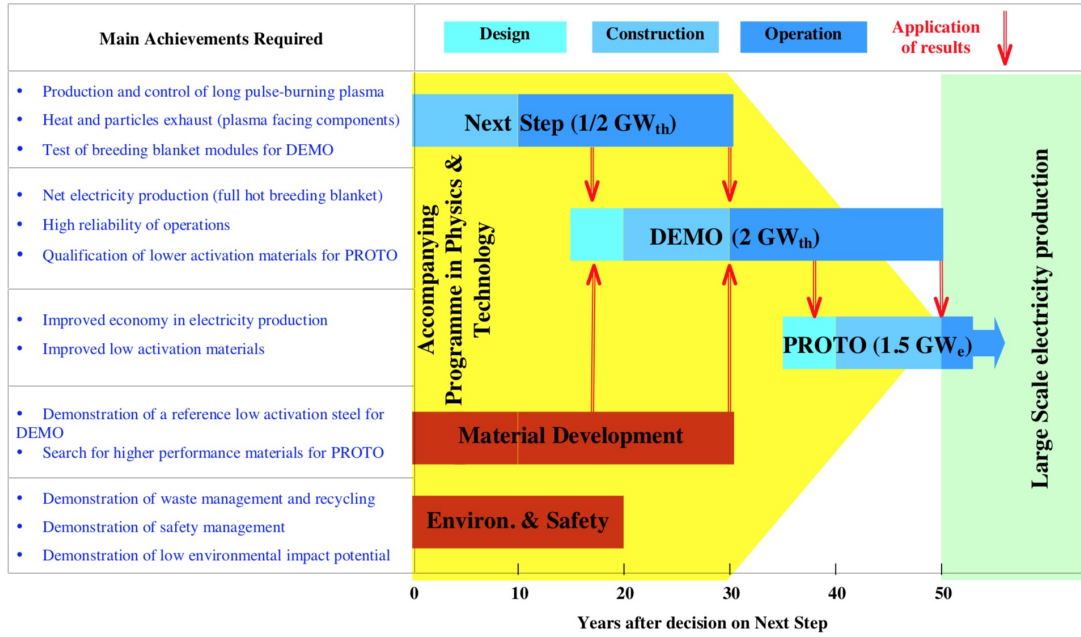 Main Achievements Required
Design
Construction
Operation
Application
of results
• Production and control of long pulse-burning plasma
• Heat and particles exhaust (plasma facing components)
• Test of breeding blanket modules for DEMO
• Net electricity production (full hot breeding blanket)
• High reliability of operations
• Qualification of lower activation materials for PROTO
• Improved economy in electricity production
• Improved low activation materials
• Demonstration of a reference low activation steel for
DEMO
• Search for higher performance materials for PROTO
• Demonstration of waste management and recycling
• Demonstration of safety management
• Demonstration of low environmental impact potential
Accompanying
Programme in Physics &
Technology
Next Step (1/2 GWth)
DEMO (2 GWth)
PROTO (1.5 GWe)
Material Development
Environ. & Safety
Large Scale electricity production
0 10 20 30 40 50
Years after decision on Next Step